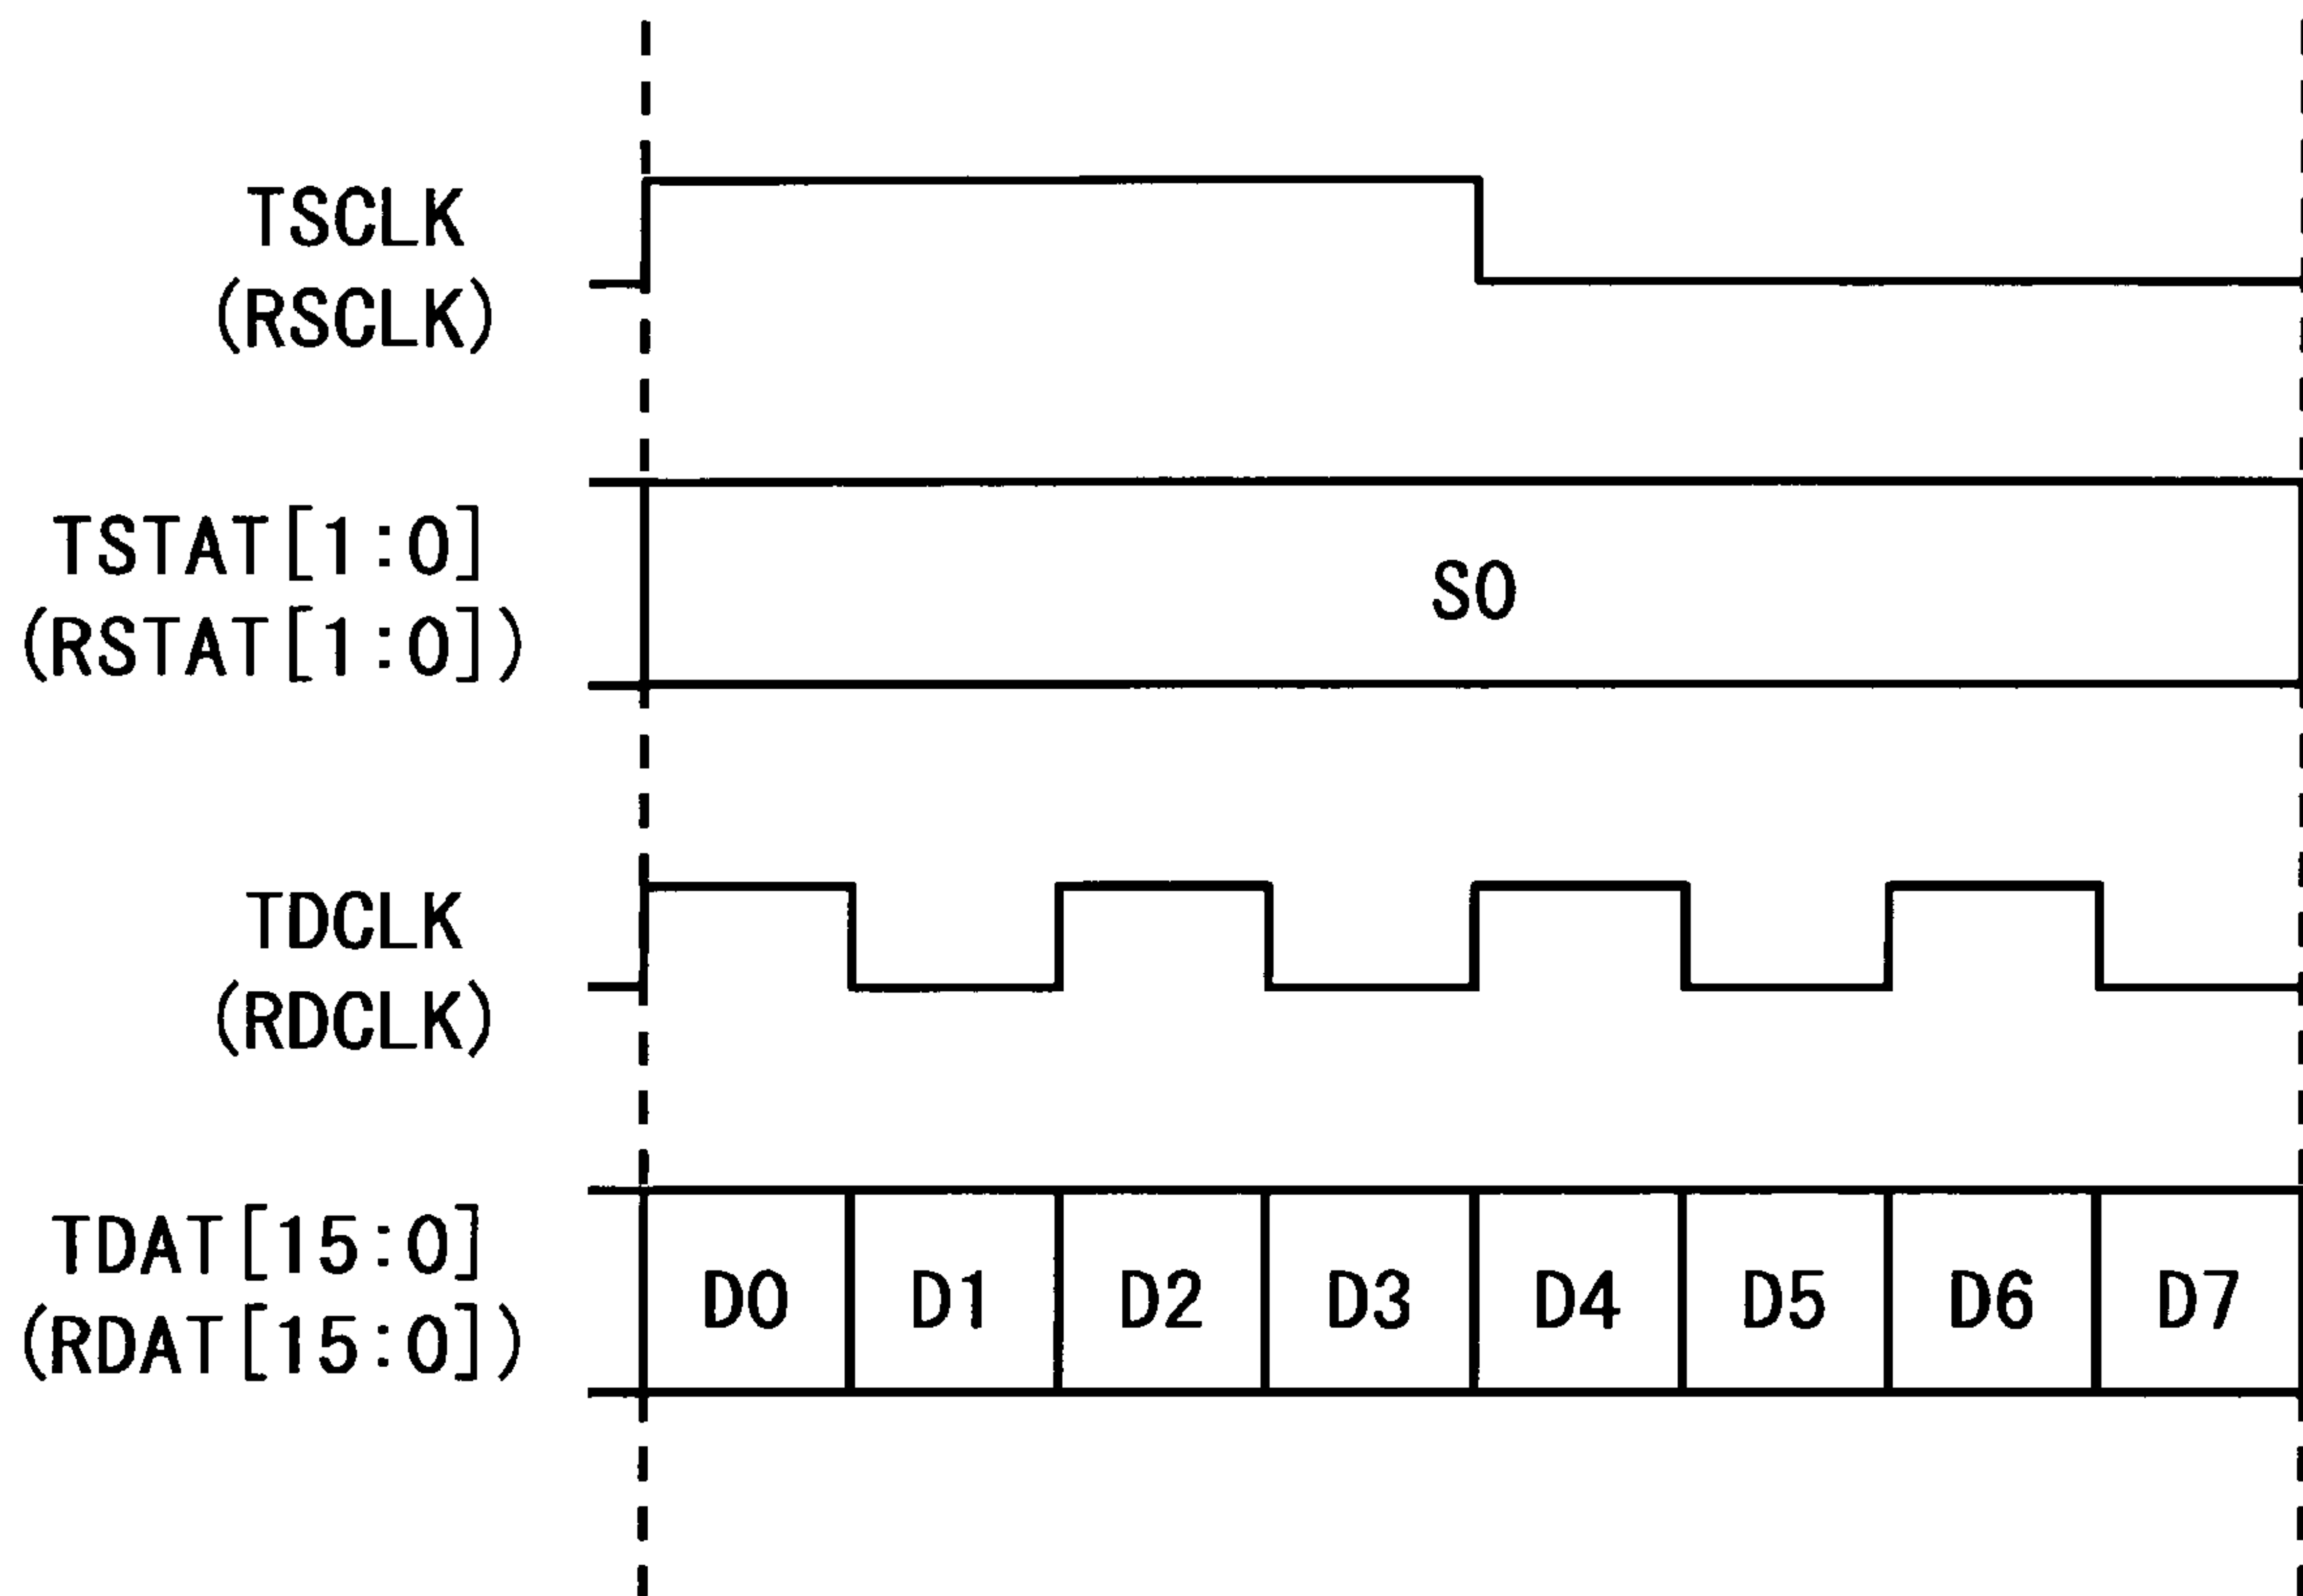 TSCLK
(RSCLK)
TSTAT[1:0]
(RSTAT[1:0])
S0
TDCLK
(RDCLK)
TDAT[15:0]
(RDAT[15:0])
D0 D1 D2 D3 D4 D5 D6 D7